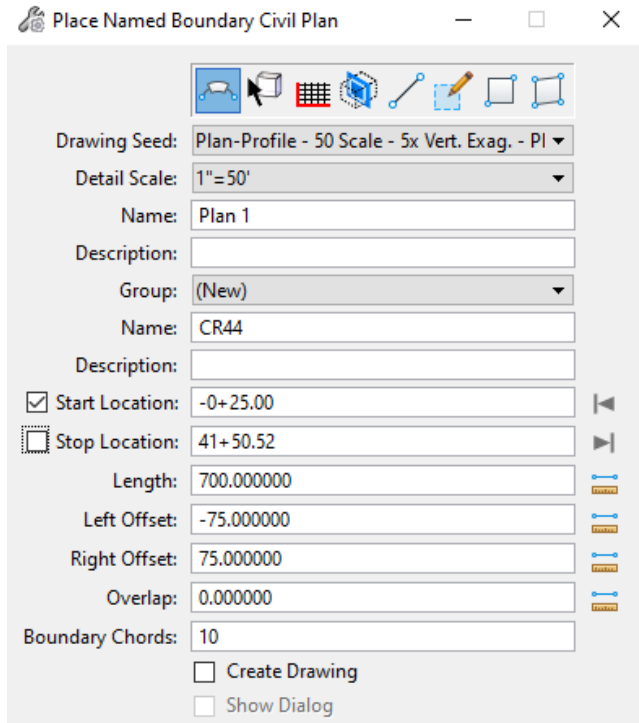 Place Named Boundary Civil Plan
Drawing Seed: Plan-Profile - 50 Scale - 5x Vert. Exag. - Pl
Detail Scale: 1"=50'
Name: Plan 1
Description:
Group: (New)
Name: CR44
Description:
Start Location: -0+25.00
Stop Location: 41+50.52
Length: 700.000000
Left Offset: -75.000000
Right Offset: 75.000000
Overlap: 0.000000
Boundary Chords: 10
Create Drawing
Show Dialog